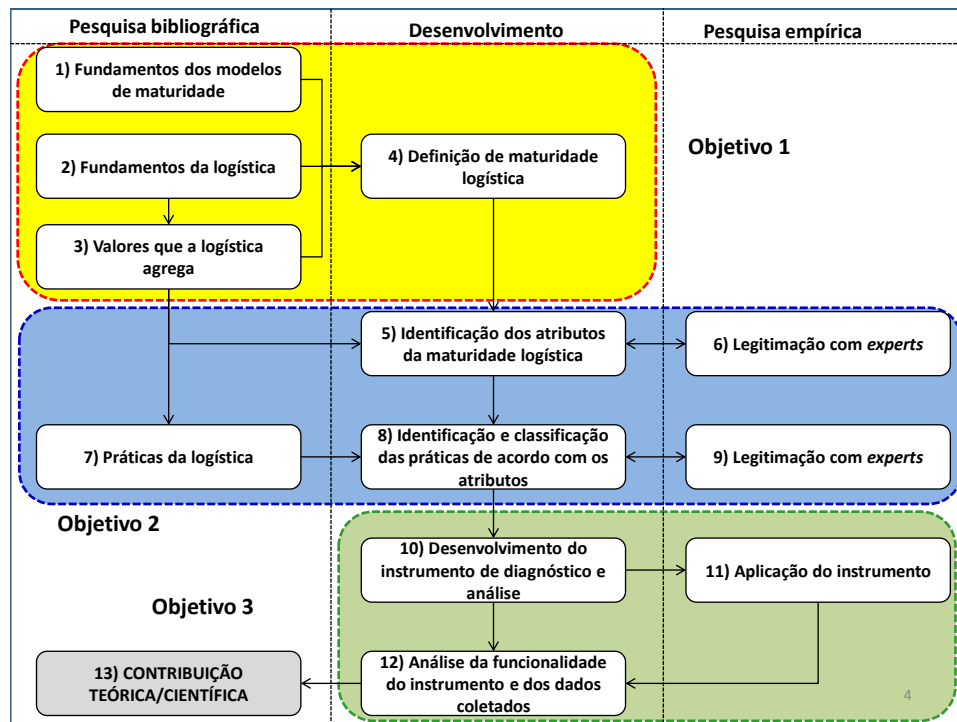 Pesquisa bibliográfica
Desenvolvimento
Pesquisa empírica
1) Fundamentos dos modelos
de maturidade
2) Fundamentos da logística
4) Definição de maturidade
logística
Objetivo 1
3) Valores que a logística
agrega
5) Identificação dos atributos
da maturidade logística
6) Legitimação com experts
7) Práticas da logística
8) Identificação e classificação
das práticas de acordo com os
atributos
9) Legitimação com experts
Objetivo 2
10) Desenvolvimento do
instrumento de diagnóstico e
análise
11) Aplicação do instrumento
Objetivo 3
13) CONTRIBUIÇÃO
TEÓRICA/CIENTÍFICA
12) Análise da funcionalidade
do instrumento e dos dados
coletados
4